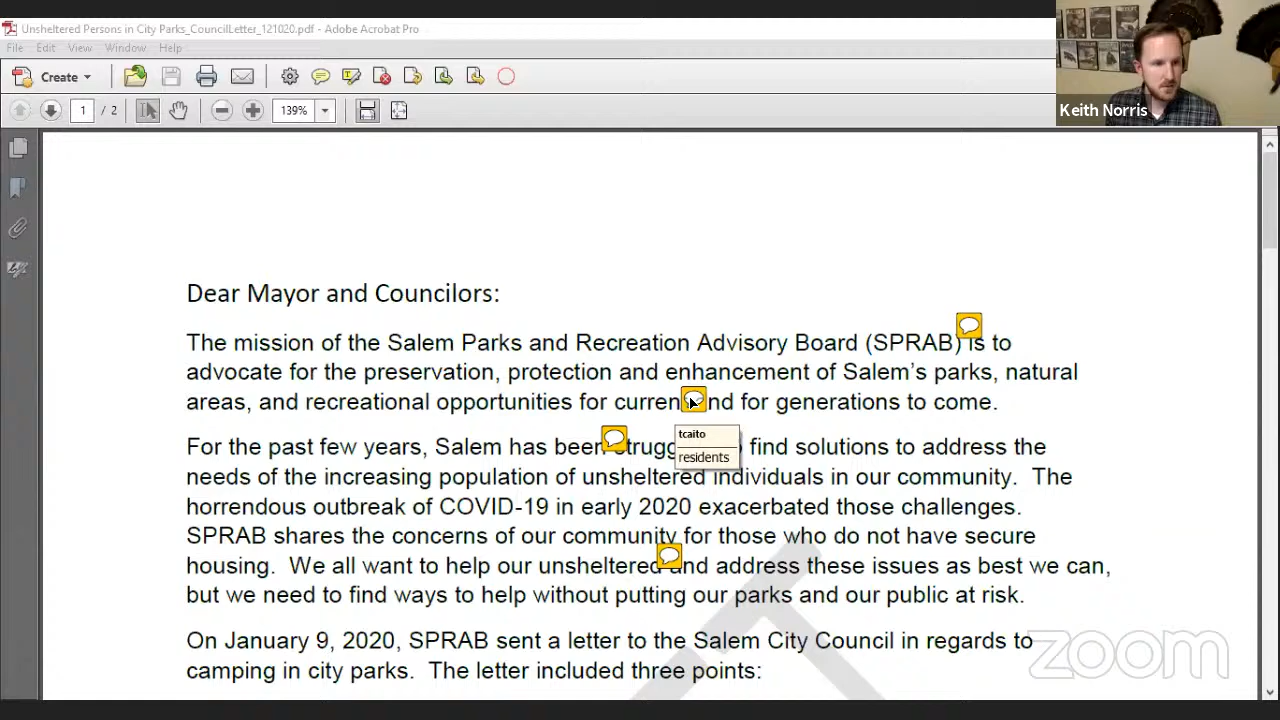 Unsheltered Persons in City Parks_CouncilLetter_121020.pdf - Adobe Acrobat Pro
File Edit View Window Help
Create
1 / 2 139%
Keith Norris
Dear Mayor and Councilors:
The mission of the Salem Parks and Recreation Advisory Board (SPRAB) is to
advocate for the preservation, protection and enhancement of Salem's parks, natural
areas, and recreational opportunities for curren nd for generations to come.
tcaito
residents
For the past few years, Salem has been strugg find solutions to address the
needs of the increasing population of unsheltered individuals in our community. The
horrendous outbreak of COVID-19 in early 2020 exacerbated those challenges.
SPRAB shares the concerns of our community for those who do not have secure
housing. We all want to help our unsheltered and address these issues as best we can,
but we need to find ways to help without putting our parks and our public at risk.
On January 9, 2020, SPRAB sent a letter to the Salem City Council in regards to
camping in city parks. The letter included three points:
zoom